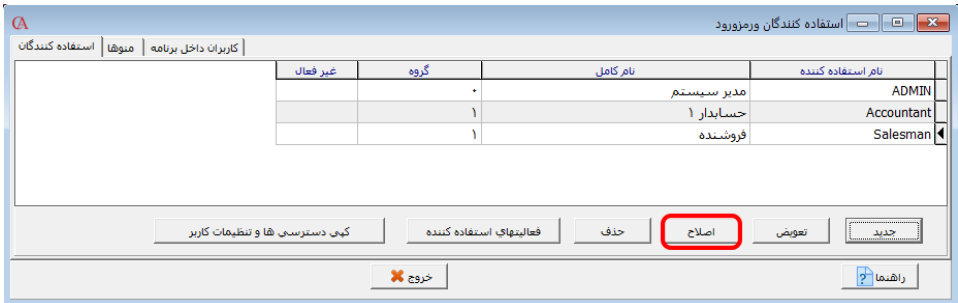 استفاده کنندگان ورمزورود
استفاده کنندگان منوها کاربران داخل برنامه
نام استفاده کننده نام کامل گروه غیر فعال
ADMIN مدیر سیستم ۰
Accountant حسابدار ۱ ۱
Salesman فروشنده ۱
جدید تعویض اصلاح حذف فعالیتهای استفاده کننده کپی دسترسی ها و تنظیمات کاربر
راهنما خروج